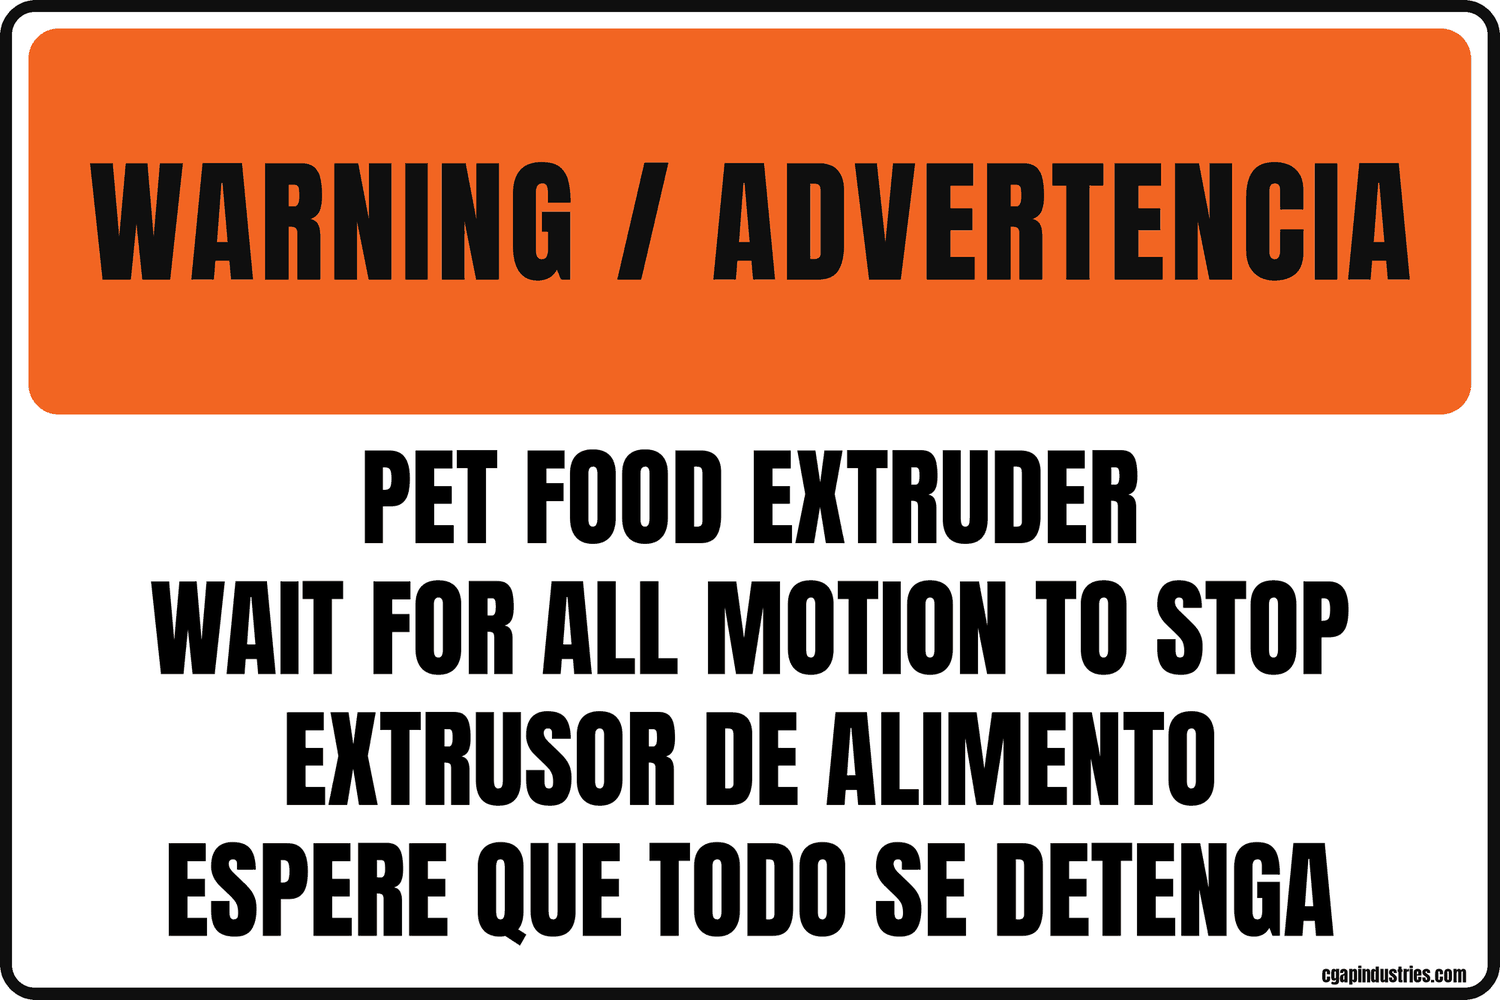 WARNING / ADVERTENCIA
PET FOOD EXTRUDER
WAIT FOR ALL MOTION TO STOP
EXTRUSOR DE ALIMENTO
ESPERE QUE TODO SE DETENGA
cgapindustries.com